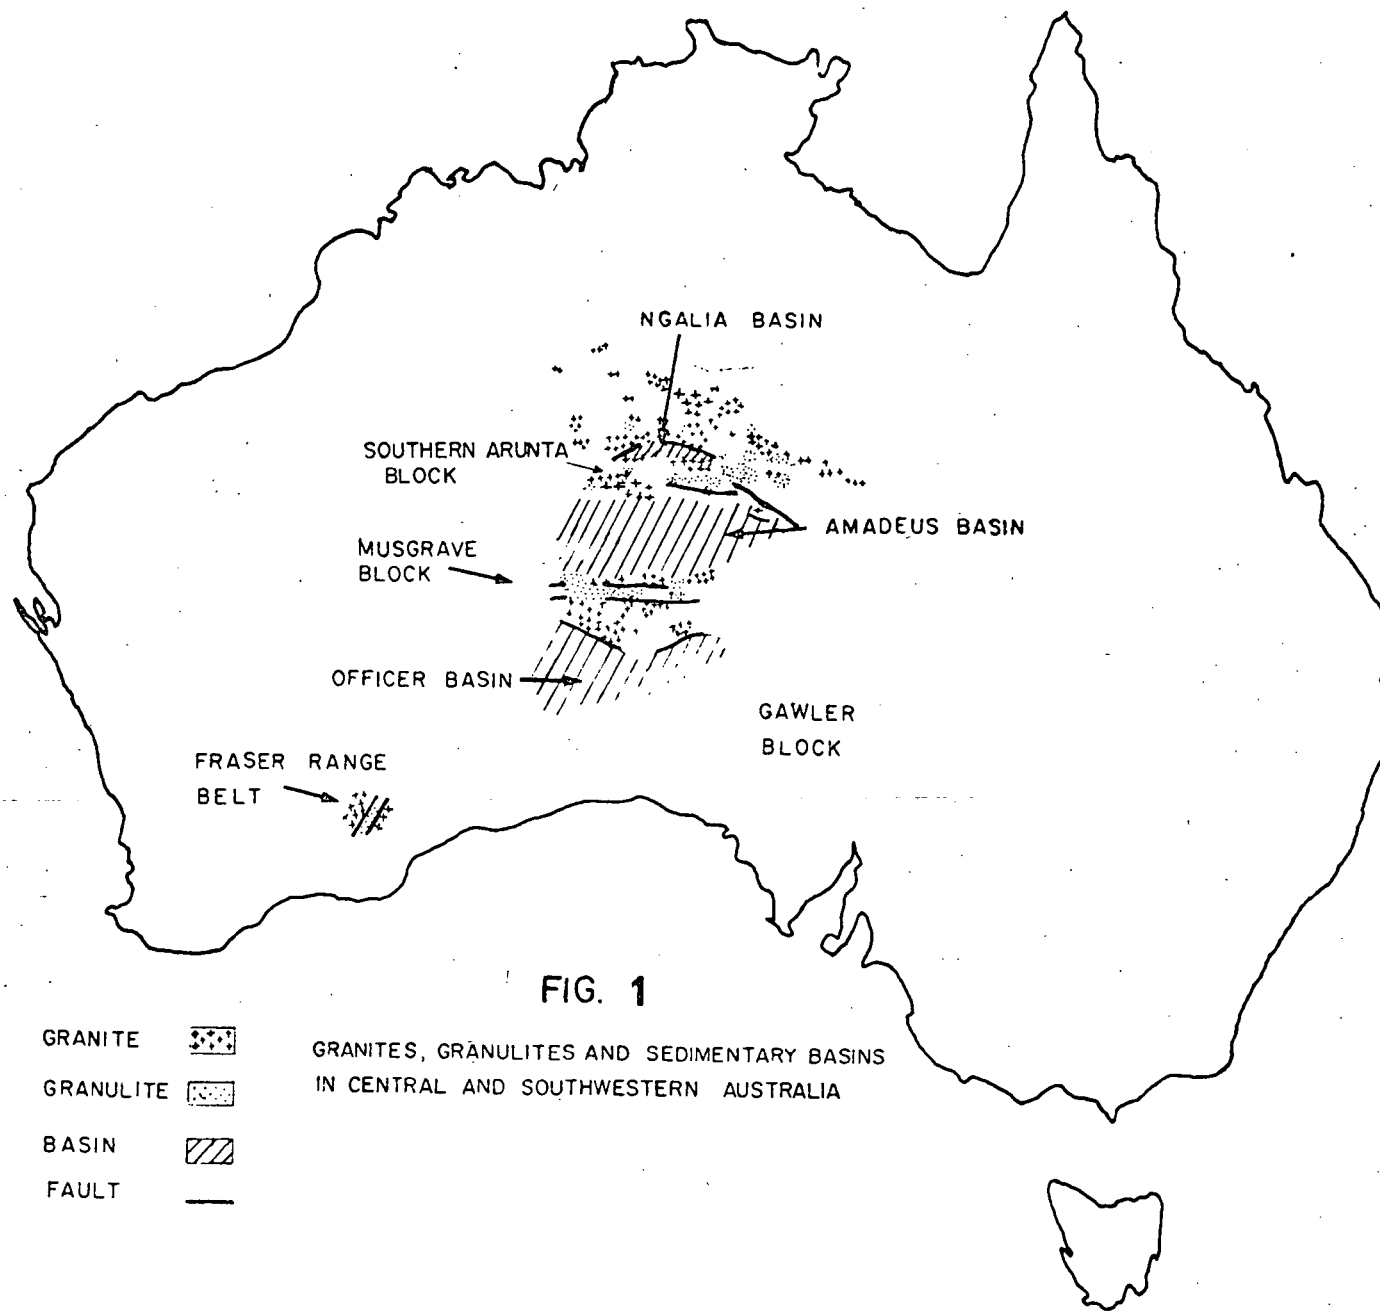 NGALIA BASIN
SOUTHERN ARUNTA
BLOCK
AMADEUS BASIN
MUSGRAVE
BLOCK
OFFICER BASIN
GAWLER
BLOCK
FRASER RANGE
BELT
FIG. 1
GRANITES, GRANULITES AND SEDIMENTARY BASINS
IN CENTRAL AND SOUTHWESTERN AUSTRALIA
GRANITE
GRANULITE
BASIN
FAULT